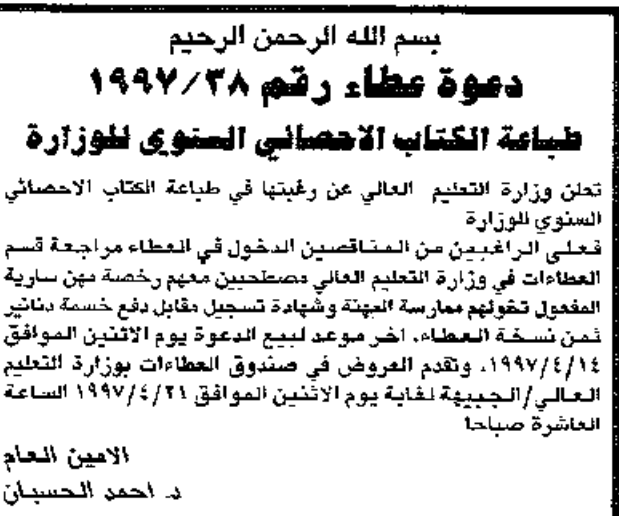 بسم الله الرحمن الرحيم
دعوة عطاء رقم ١٩٩٧/٣٨
طباعة الكتاب الاحصائي السنوي للوزارة
تعلن وزارة التعليم العالي عن رغبتها في طباعة الكتاب الاحصائي
السنوي للوزارة
فعلى الراغبين من المناقصين الدخول في العطاء مراجعة قسم
العطاءات في وزارة التعليم العالي مصطحبين معهم رخصة مهن سارية
المفعول تخولهم ممارسة المهنة وشهادة تسجيل مقابل دفع خمسة دنانير
ثمن نسخة العطاء، اخر موعد لبيع الدعوة يوم الاثنين الموافق
١٩٩٧/٤/١٤، وتقدم العروض في صندوق العطاءات بوزارة التعليم
العالي/الجبيهة لغاية يوم الاثنين الموافق ١٩٩٧/٤/٢١ الساعة
العاشرة صباحا
الامين العام
د. احمد الحسبان